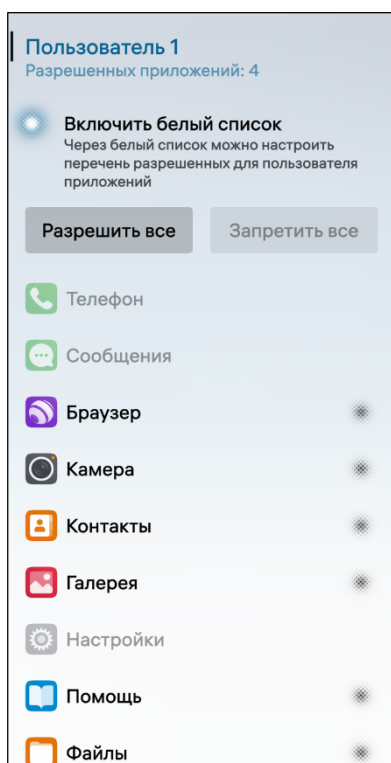 Пользователь 1
Разрешенных приложений: 4
Включить белый список
Через белый список можно настроить
перечень разрешенных для пользователя
приложений
Разрешить все
Запретить все
Телефон
Сообщения
Браузер
Камера
Контакты
Галерея
Настройки
Помощь
Файлы